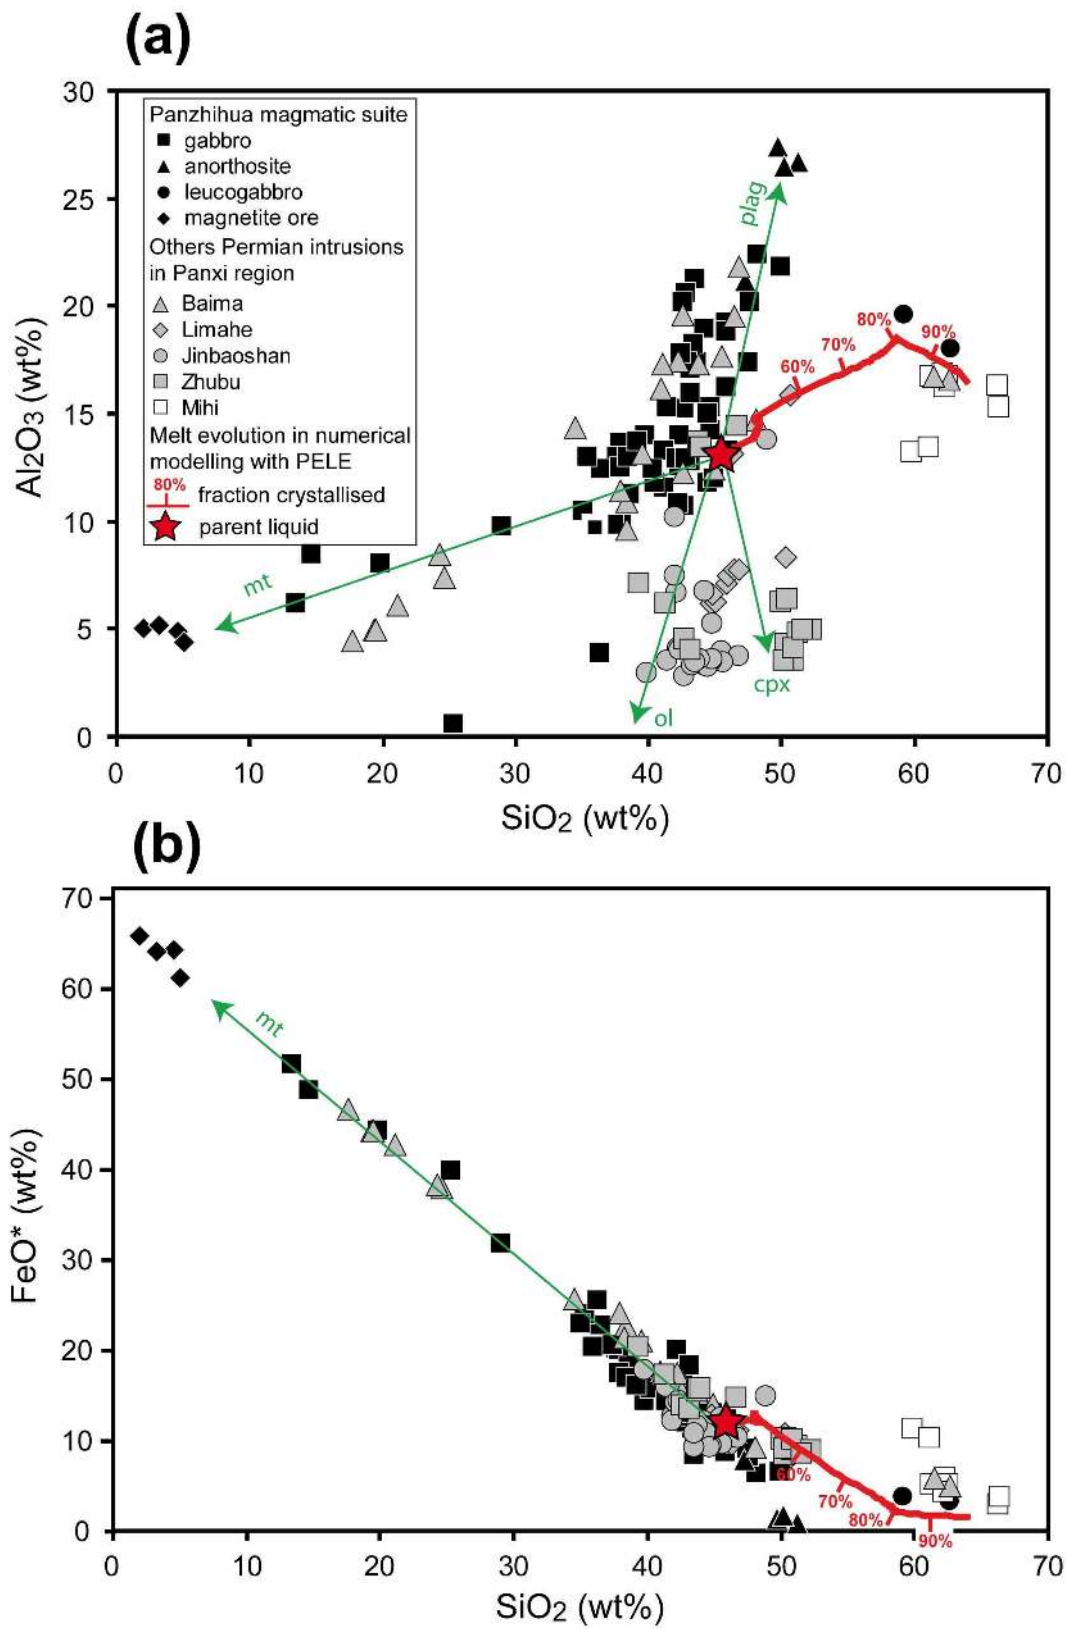 (a)
30
25
20
15
10
5
0
Al2O3 (wt%)
Panzhihua magmatic suite
gabbro
anorthosite
leucogabbro
magnetite ore
Others Permian intrusions
in Panxi region
Baima
Limahe
Jinbaoshan
Zhubu
Mihi
Melt evolution in numerical
modelling with PELE
80% fraction crystallised
parent liquid
plag
mt
ol
cpx
60%
70%
80%
90%
0 10 20 30 40 50 60 70
SiO2 (wt%)
(b)
70
60
50
40
30
20
10
0
FeO* (wt%)
mt
60%
70%
80%
90%
0 10 20 30 40 50 60 70
SiO2 (wt%)